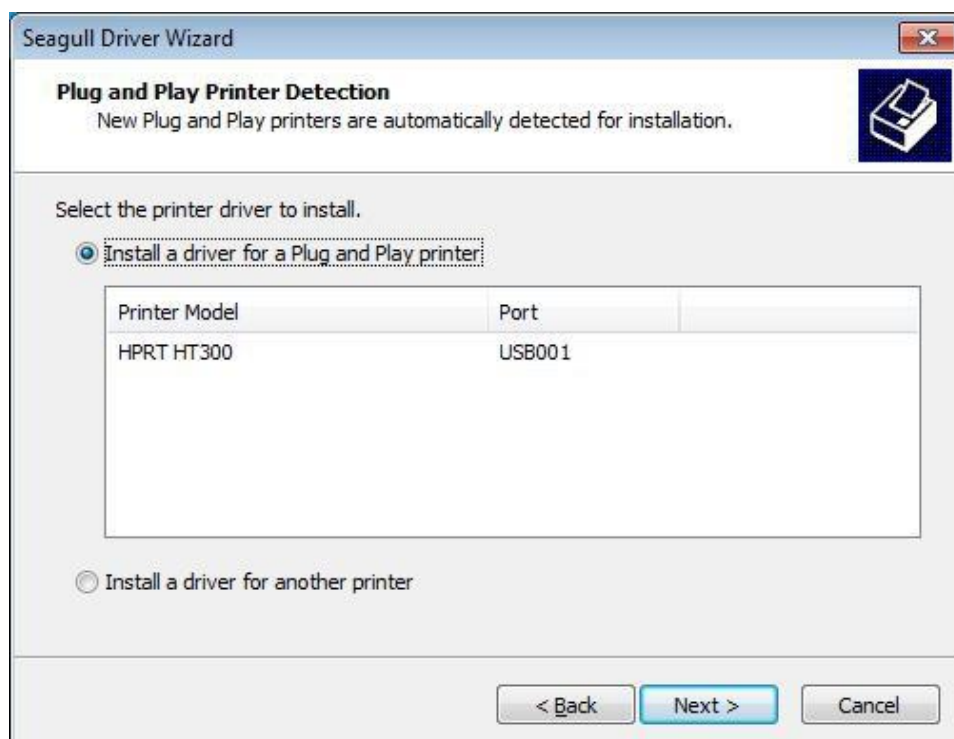 Seagull Driver Wizard
Plug and Play Printer Detection
New Plug and Play printers are automatically detected for installation.
Select the printer driver to install.
Install a driver for a Plug and Play printer
Printer Model Port
HPRT HT300 USB001
Install a driver for another printer
< Back Next > Cancel